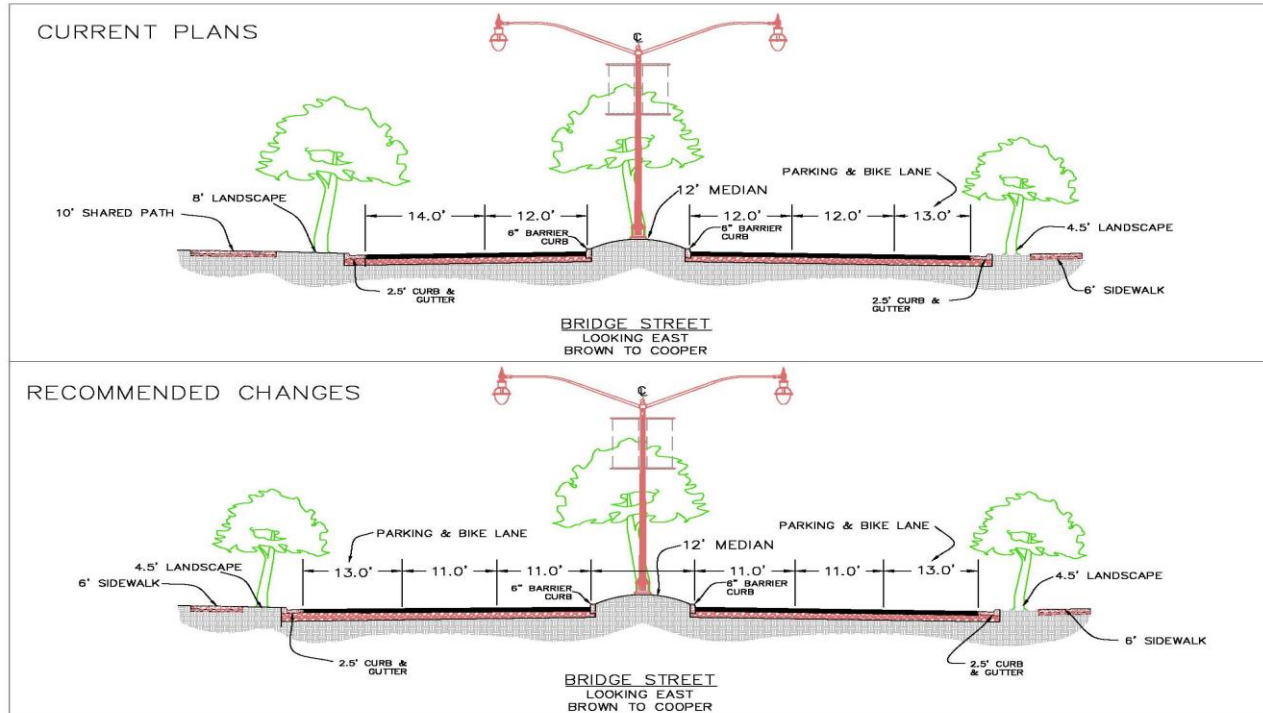 CURRENT PLANS
℄
PARKING & BIKE LANE
8' LANDSCAPE
12' MEDIAN
10' SHARED PATH
14.0' 12.0' 12.0' 12.0' 13.0'
4.5' LANDSCAPE
6" BARRIER
CURB
6" BARRIER
CURB
2.5' CURB &
GUTTER
2.5' CURB &
GUTTER
6' SIDEWALK
BRIDGE STREET
LOOKING EAST
BROWN TO COOPER
RECOMMENDED CHANGES
℄
PARKING & BIKE LANE
PARKING & BIKE LANE
12' MEDIAN
4.5' LANDSCAPE
13.0' 11.0' 11.0' 11.0' 11.0' 13.0'
4.5' LANDSCAPE
6' SIDEWALK
6" BARRIER
CURB
6" BARRIER
CURB
6' SIDEWALK
2.5' CURB &
GUTTER
2.5' CURB
& GUTTER
BRIDGE STREET
LOOKING EAST
BROWN TO COOPER